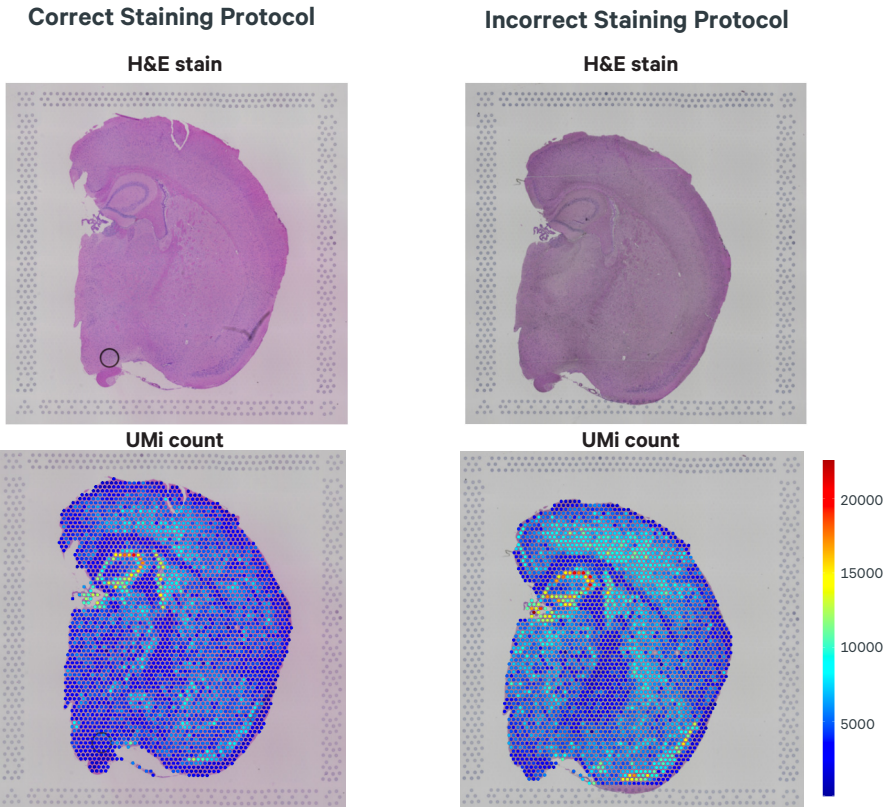 Correct Staining Protocol
Incorrect Staining Protocol
H&E stain
H&E stain
UMi count
UMi count
20000
15000
10000
5000